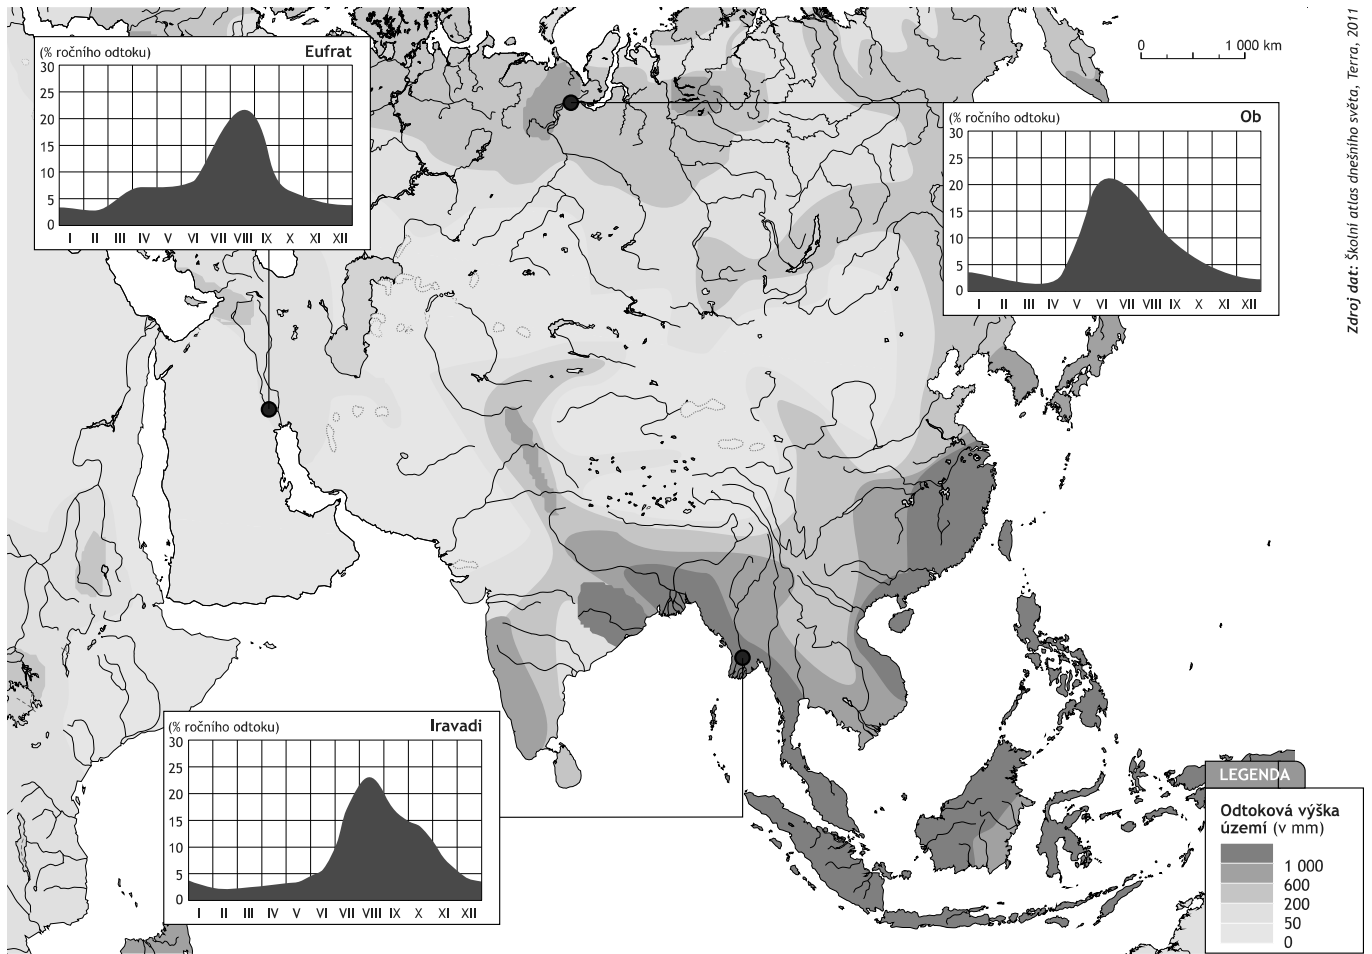 (% ročního odtoku) Eufrat
30
25
20
15
10
5
0
I II III IV V VI VII VIII IX X XI XII
0 1 000 km
(% ročního odtoku) Ob
30
25
20
15
10
5
0
I II III IV V VI VII VIII IX X XI XII
Zdroj dat: Školní atlas dnešního světa, Terra, 2011
(% ročního odtoku) Iravadi
30
25
20
15
10
5
0
I II III IV V VI VII VIII IX X XI XII
LEGENDA
Odtoková výška
území (v mm)
1 000
600
200
50
0